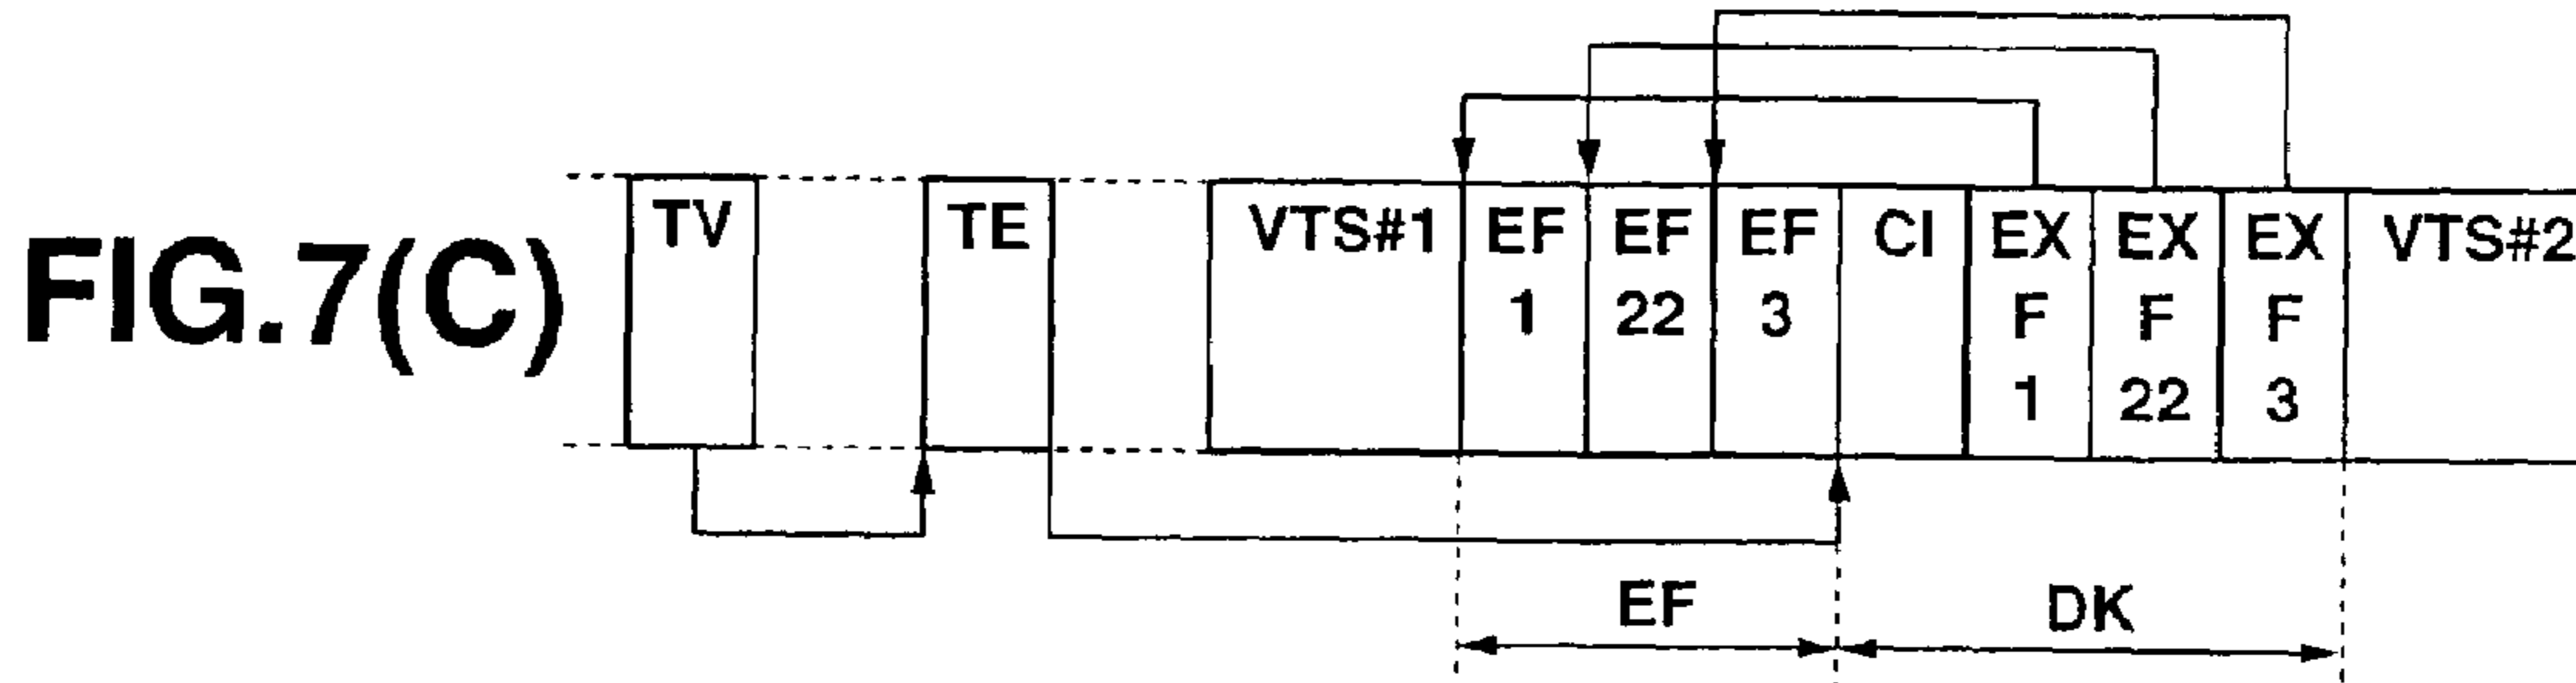 FIG.7(C)
TV
TE
VTS#1
EF
1
EF
22
EF
3
CI
EX
F
1
EX
F
22
EX
F
3
VTS#2
EF
DK